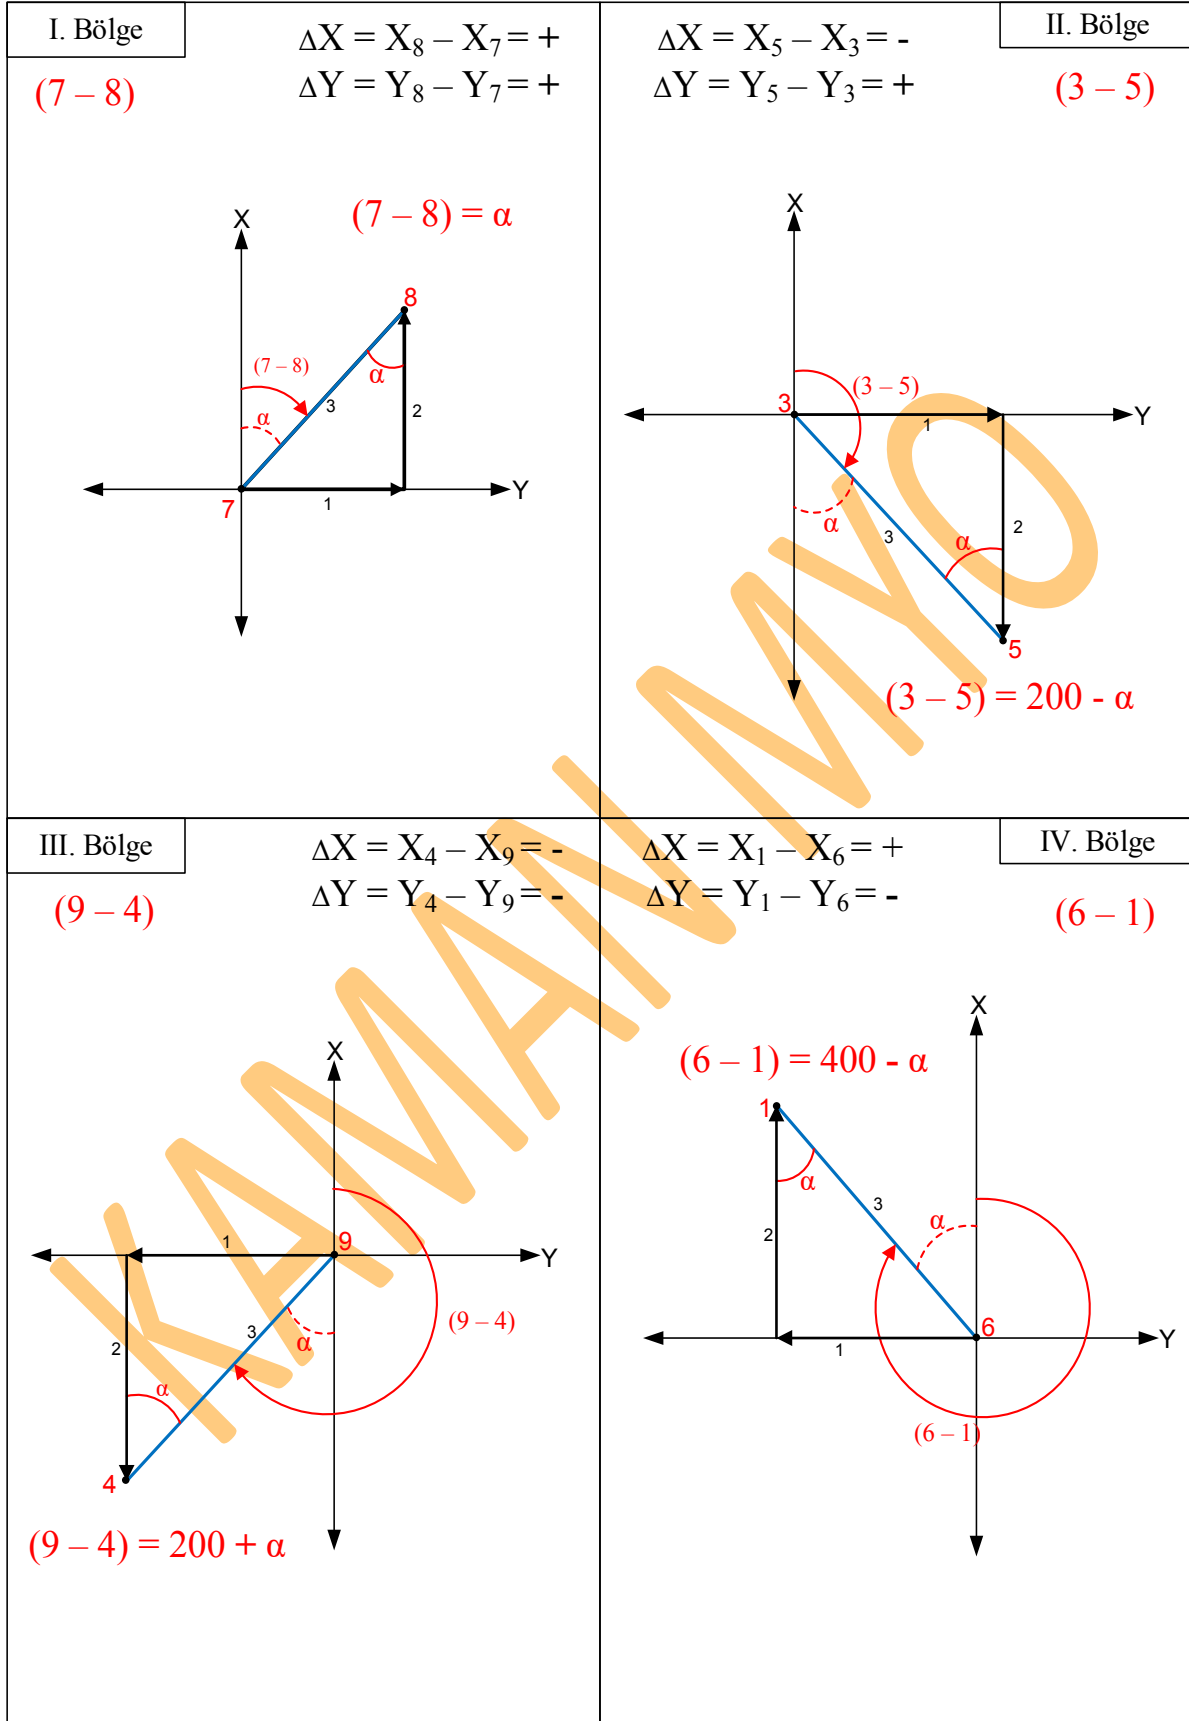 I. Bölge
(7 – 8)
ΔX = X₈ – X₇ = +
ΔY = Y₈ – Y₇ = +
(7 – 8) = α
X
8
(7 – 8)
α
α
3
2
7
1
Y
II. Bölge
(3 – 5)
ΔX = X₅ – X₃ = -
ΔY = Y₅ – Y₃ = +
X
(3 – 5)
3
1
Y
α
3
α
2
5
(3 – 5) = 200 - α
III. Bölge
(9 – 4)
ΔX = X₄ – X₉ = -
ΔY = Y₄ – Y₉ = -
X
1
9
Y
2
3
α
(9 – 4)
α
4
(9 – 4) = 200 + α
IV. Bölge
(6 – 1)
ΔX = X₁ – X₆ = +
ΔY = Y₁ – Y₆ = -
X
(6 – 1) = 400 - α
1
α
3
α
2
6
1
Y
(6 – 1)
KAMAN MYO